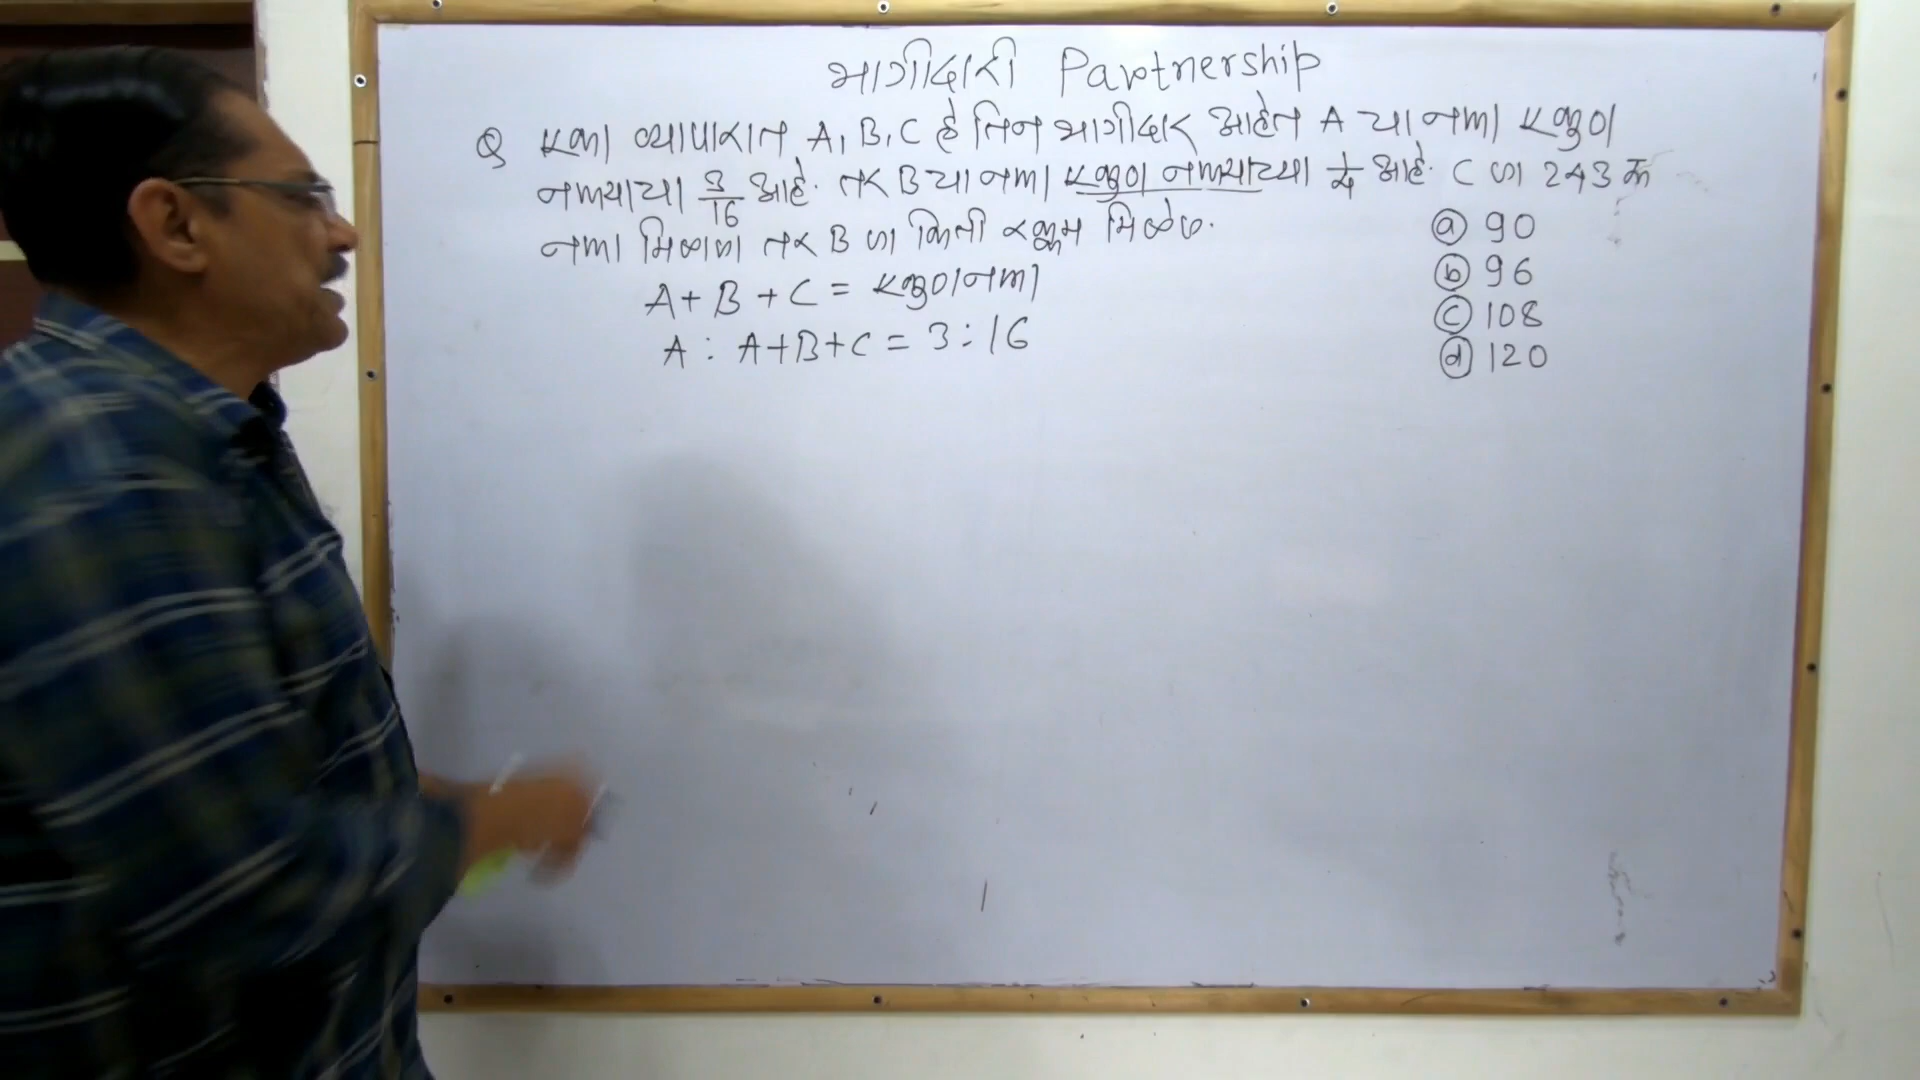 भागीदारी Partnership
Q एका व्यापारात A, B, C हे तिन भागीदार आहेत A चा नफा एकुण
नफ्याचा 3/16 आहे. तर B चा नफा एकुण नफ्याच्या 1/4 आहे. C ला 243 रू
नफा मिळाला तर B ला किती रक्कम मिळेल.
A + B + C = एकुण नफा
A : A+B+C = 3:16
(a) 90
(b) 96
(c) 108
(d) 120